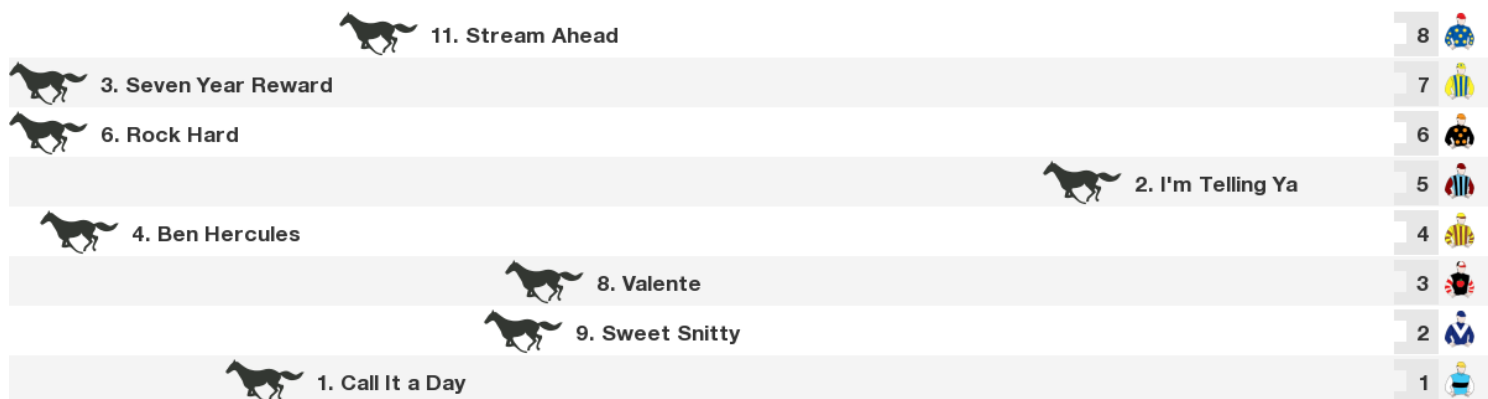 11. Stream Ahead 8
3. Seven Year Reward 7
6. Rock Hard 6
2. I'm Telling Ya 5
4. Ben Hercules 4
8. Valente 3
9. Sweet Snitty 2
1. Call It a Day 1